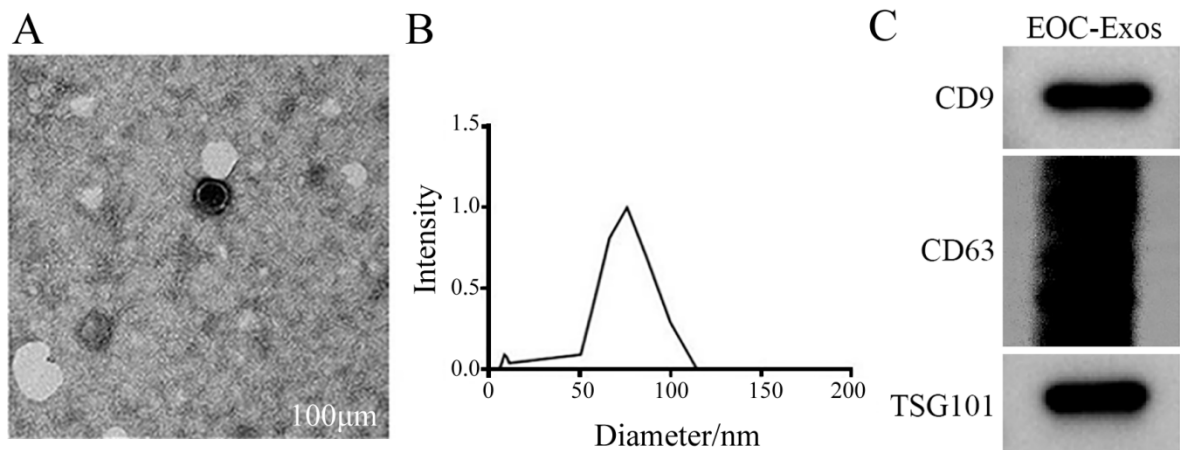 A
100μm
B
Intensity
1.5
1.0
0.5
0.0
0 50 100 150 200
Diameter/nm
C
EOC-Exos
CD9
CD63
TSG101